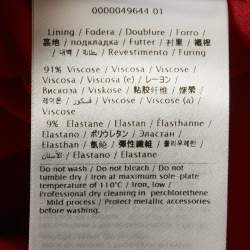 0000049644 01
Lining / Fodera / Doublure / Forro /
裏地 / подкладка / Futter / 衬里 / 襯裡
/ 안감 / بطانة / Revestimento / Furing
91% Viscose / Viscosa / Viscose /
Viscosa / Viscosa (e) / レーヨン /
Вискоза / Viskose / 粘胶纤维 / 嫘縈
/ 레이온 / فسكوز / Viscose (a) /
Viscose
9% Elastane / Elastan / Élasthanne /
Elastano / ポリウレタン / Эластан /
Elasthan / 氨纶 / 彈性纖維 / 폴리우레탄
/ الإستان / Elastano / Elastane
Do not wash / Do not bleach / Do not
tumble dry / Iron at maximum sole-plate
temperature of 110°C / Iron, low /
Professional dry cleaning in perchlorethene
Mild process / Protect metallic accessories
before washing.